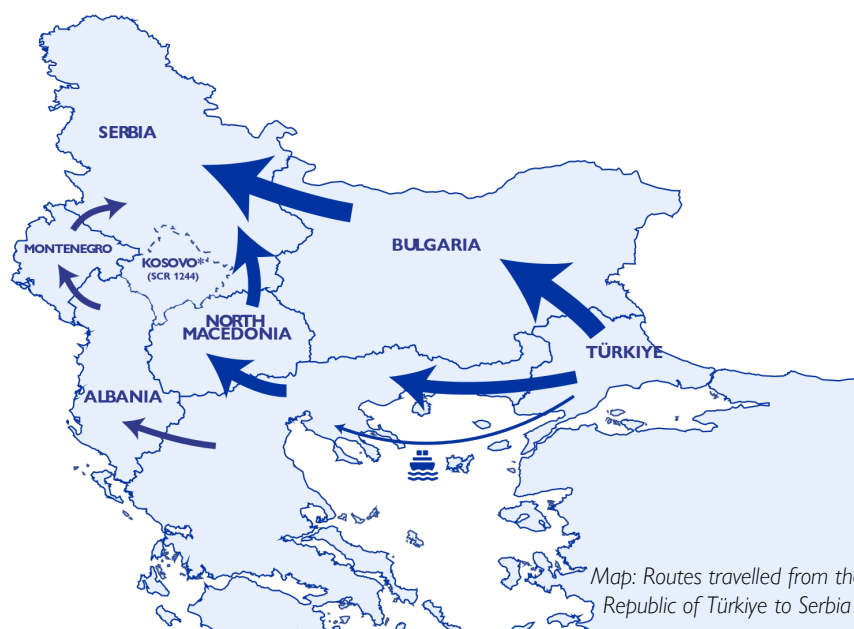 SERBIA
MONTENEGRO
KOSOVO*
(SCR 1244)
BULGARIA
NORTH
MACEDONIA
TÜRKIYE
ALBANIA
Map: Routes travelled from the
Republic of Türkiye to Serbia